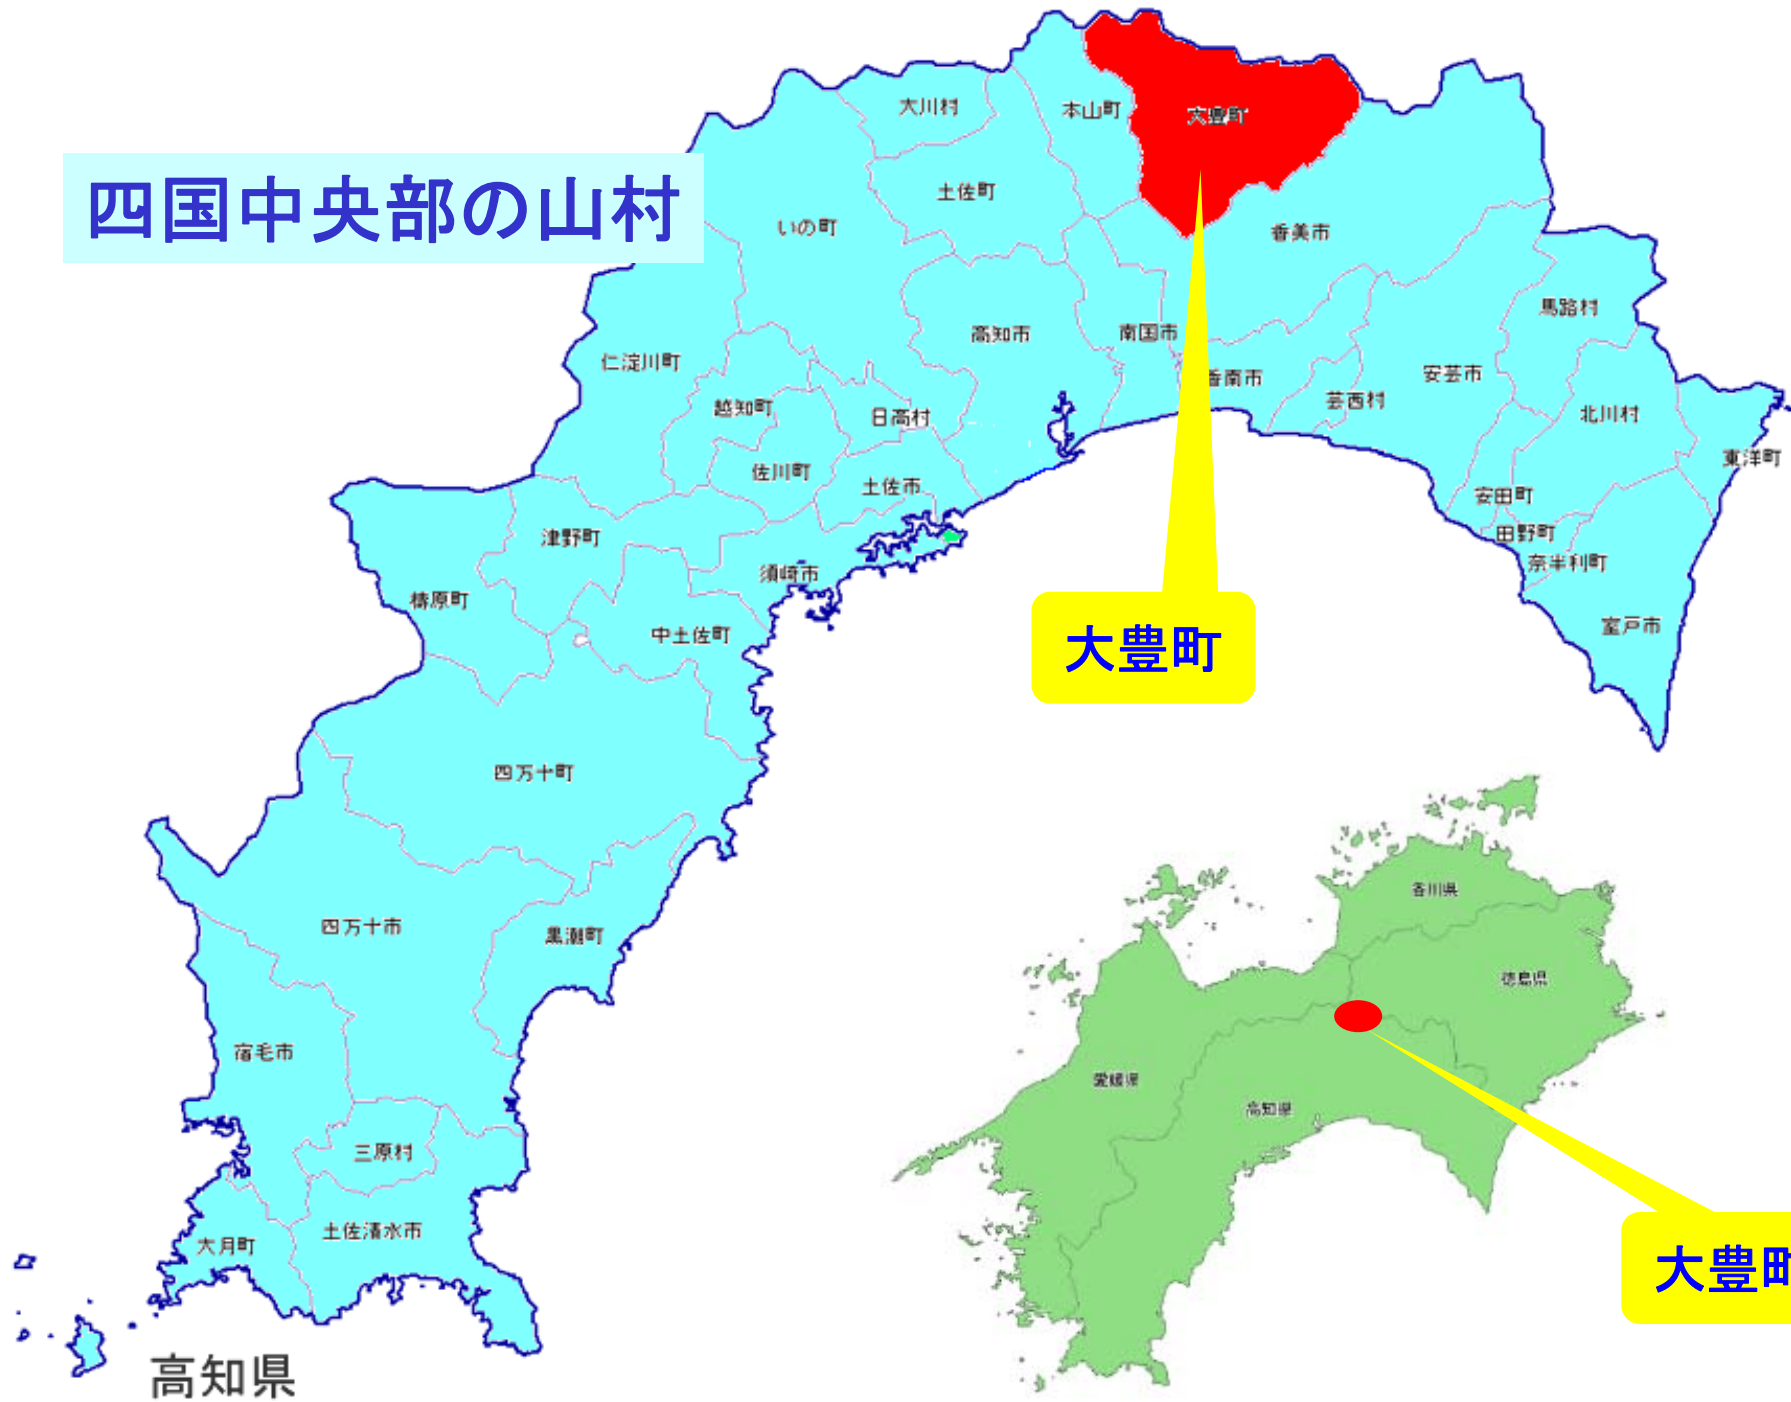 四国中央部の山村
大川村
本山町
大豊町
土佐町
いの町
香美市
馬路村
高知市
南国市
仁淀川町
香南市
安芸市
芸西村
越知町
日高村
北川村
東洋町
佐川町
土佐市
安田町
田野町
津野町
奈半利町
須崎市
梼原町
室戸市
中土佐町
大豊町
四万十町
四万十市
黒潮町
宿毛市
三原村
土佐清水市
大月町
高知県
香川県
徳島県
愛媛県
高知県
大豊町